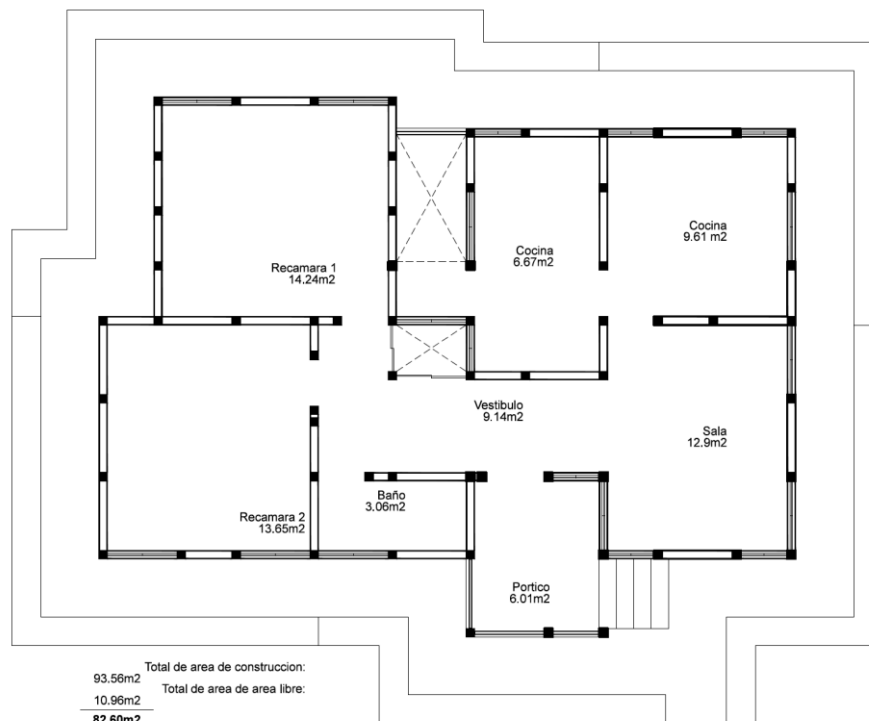 Cocina
9.61 m2
Cocina
6.67m2
Recamara 1
14.24m2
Vestibulo
9.14m2
Sala
12.9m2
Baño
3.06m2
Recamara 2
13.65m2
Portico
6.01m2
Total de area de construccion:
93.56m2
Total de area de area libre:
10.96m2
82.60m2